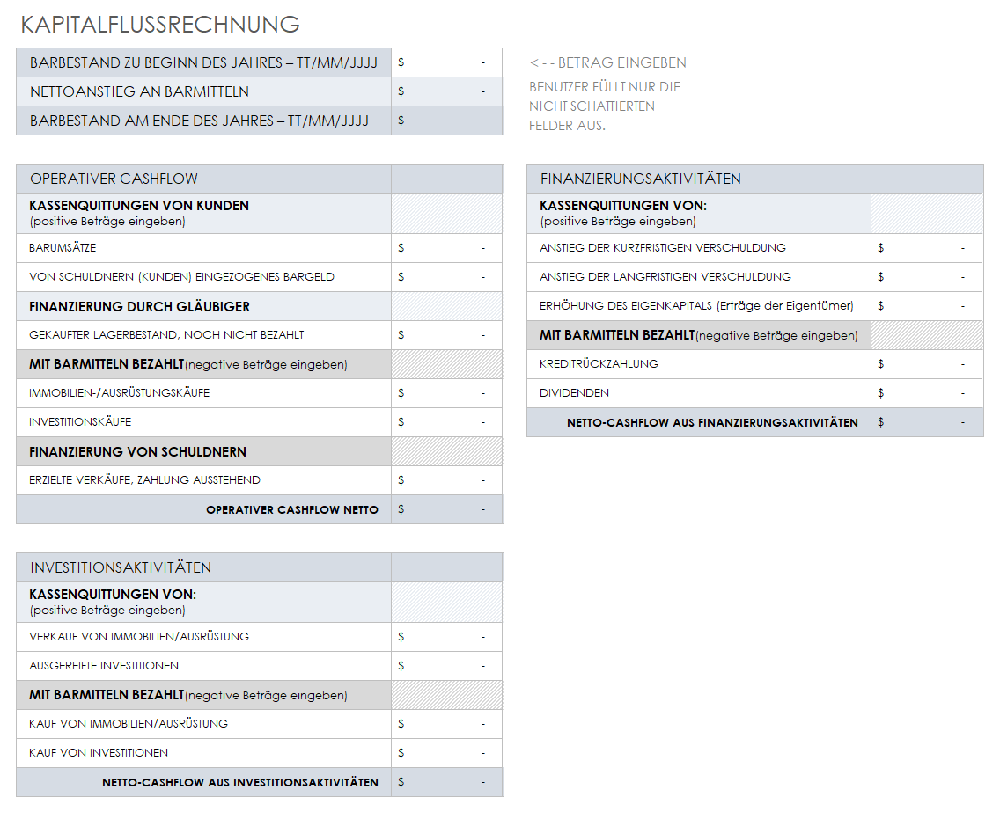 KAPITALFLUSSRECHNUNG
BARBESTAND ZU BEGINN DES JAHRES – TT/MM/JJJJ $ -
NETTOANSTIEG AN BARMITTELN $ -
BARBESTAND AM ENDE DES JAHRES – TT/MM/JJJJ $ -
< - - BETRAG EINGEBEN
BENUTZER FÜLLT NUR DIE
NICHT SCHATTIERTEN
FELDER AUS.
OPERATIVER CASHFLOW
KASSENQUITTUNGEN VON KUNDEN
(positive Beträge eingeben)
BARUMSÄTZE $ -
VON SCHULDNERN (KUNDEN) EINGEZOGENES BARGELD $ -
FINANZIERUNG DURCH GLÄUBIGER
GEKAUFTER LAGERBESTAND, NOCH NICHT BEZAHLT $ -
MIT BARMITTELN BEZAHLT(negative Beträge eingeben)
IMMOBILIEN-/AUSRÜSTUNGSKÄUFE $ -
INVESTITIONSKÄUFE $ -
FINANZIERUNG VON SCHULDNERN
ERZIELTE VERKÄUFE, ZAHLUNG AUSSTEHEND $ -
OPERATIVER CASHFLOW NETTO $ -
FINANZIERUNGSAKTIVITÄTEN
KASSENQUITTUNGEN VON:
(positive Beträge eingeben)
ANSTIEG DER KURZFRISTIGEN VERSCHULDUNG $ -
ANSTIEG DER LANGFRISTIGEN VERSCHULDUNG $ -
ERHÖHUNG DES EIGENKAPITALS (Erträge der Eigentümer) $ -
MIT BARMITTELN BEZAHLT(negative Beträge eingeben)
KREDITRÜCKZAHLUNG $ -
DIVIDENDEN $ -
NETTO-CASHFLOW AUS FINANZIERUNGSAKTIVITÄTEN $ -
INVESTITIONSAKTIVITÄTEN
KASSENQUITTUNGEN VON:
(positive Beträge eingeben)
VERKAUF VON IMMOBILIEN/AUSRÜSTUNG $ -
AUSGEREIFTE INVESTITIONEN $ -
MIT BARMITTELN BEZAHLT(negative Beträge eingeben)
KAUF VON IMMOBILIEN/AUSRÜSTUNG $ -
KAUF VON INVESTITIONEN $ -
NETTO-CASHFLOW AUS INVESTITIONSAKTIVITÄTEN $ -